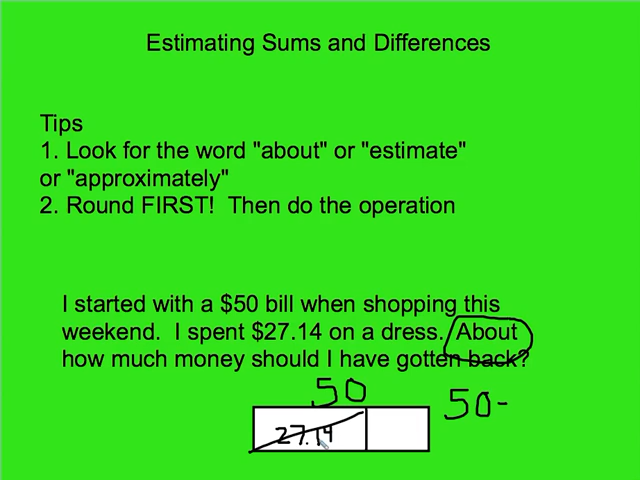 Estimating Sums and Differences
Tips
1. Look for the word "about" or "estimate"
or "approximately"
2. Round FIRST!  Then do the operation
I started with a $50 bill when shopping this
weekend.  I spent $27.14 on a dress.  About
how much money should I have gotten back?
50
50-
27.14